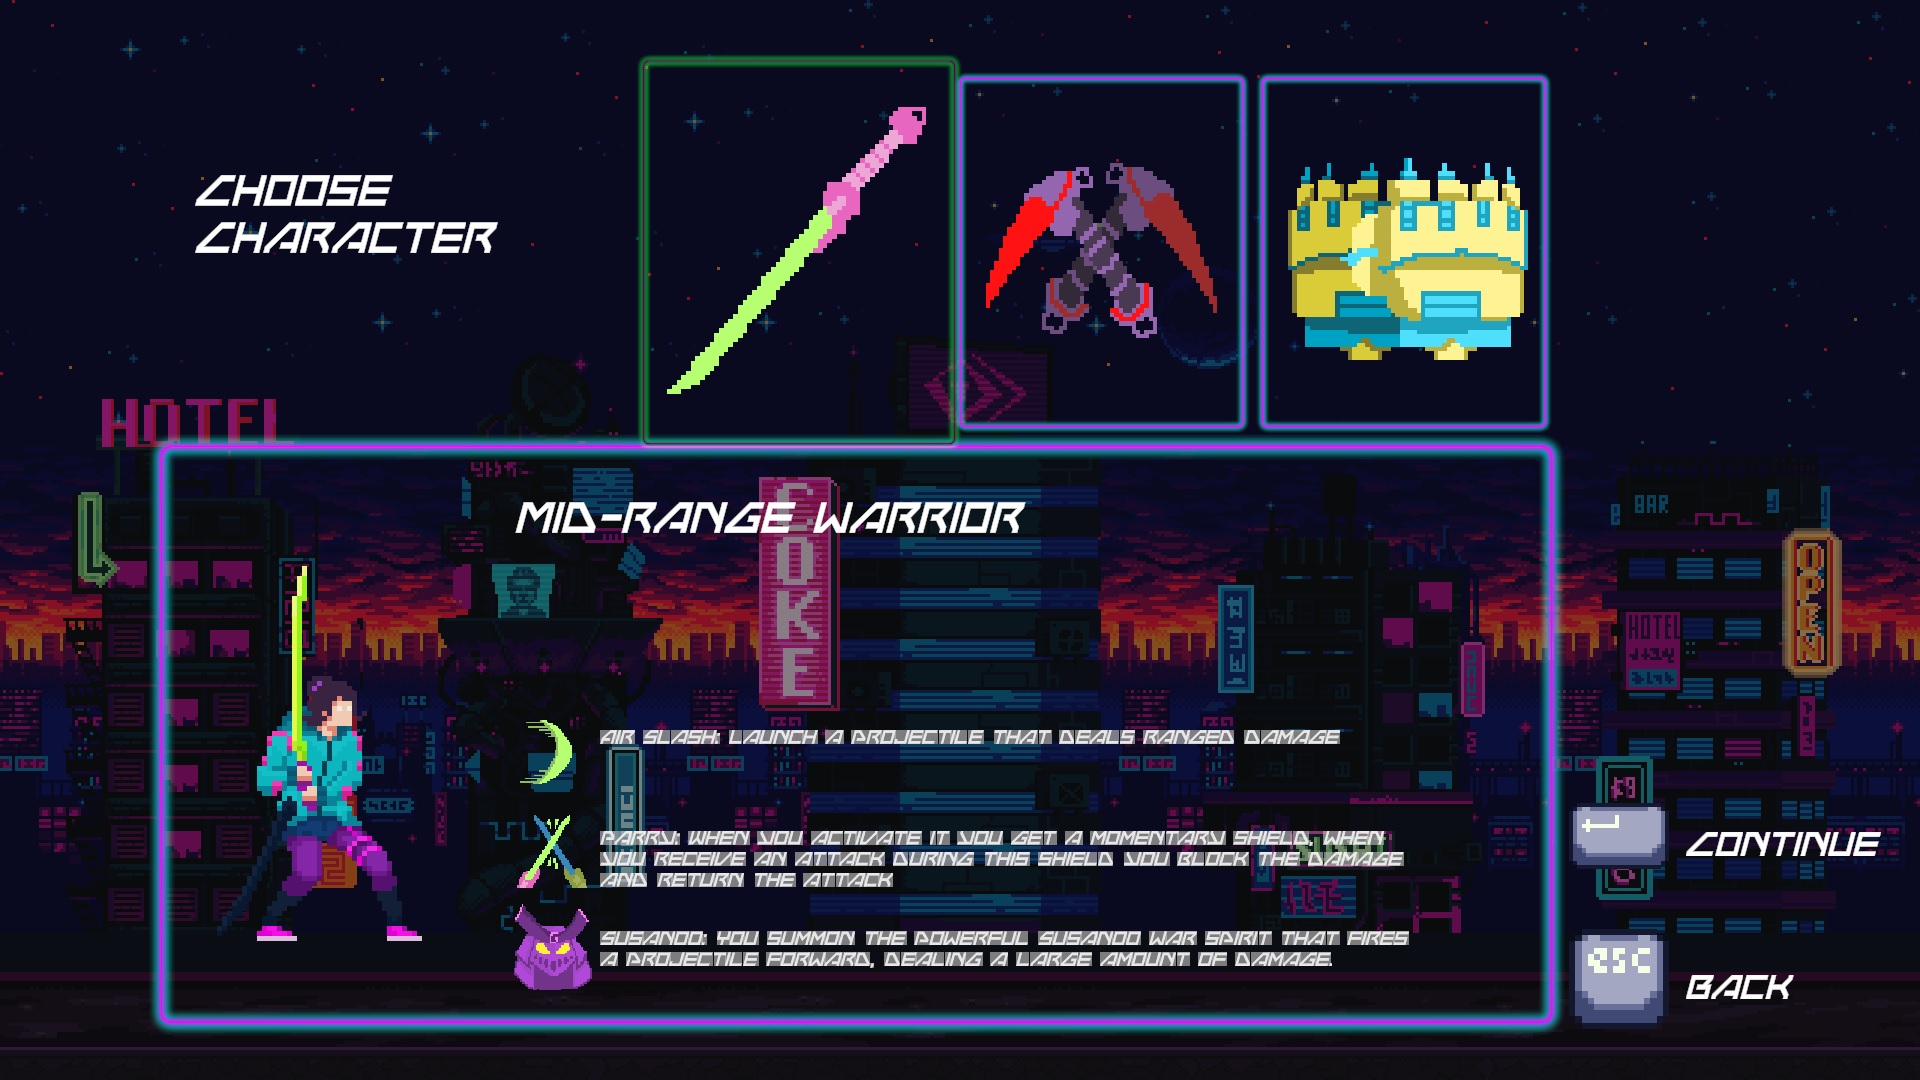 CHOOSE
CHARACTER
HOTEL
MID-RANGE WARRIOR
COKE
BAR
OPEN
HOTEL
AIR SLASH: LAUNCH A PROJECTILE THAT DEALS RANGED DAMAGE
PARRY: WHEN YOU ACTIVATE IT YOU GET A MOMENTARY SHIELD. WHEN
YOU RECEIVE AN ATTACK DURING THIS SHIELD YOU BLOCK THE DAMAGE
AND RETURN THE ATTACK
CONTINUE
SUSANOO: YOU SUMMON THE POWERFUL SUSANOO WAR SPIRIT THAT FIRES
A PROJECTILE FORWARD, DEALING A LARGE AMOUNT OF DAMAGE.
esc
BACK